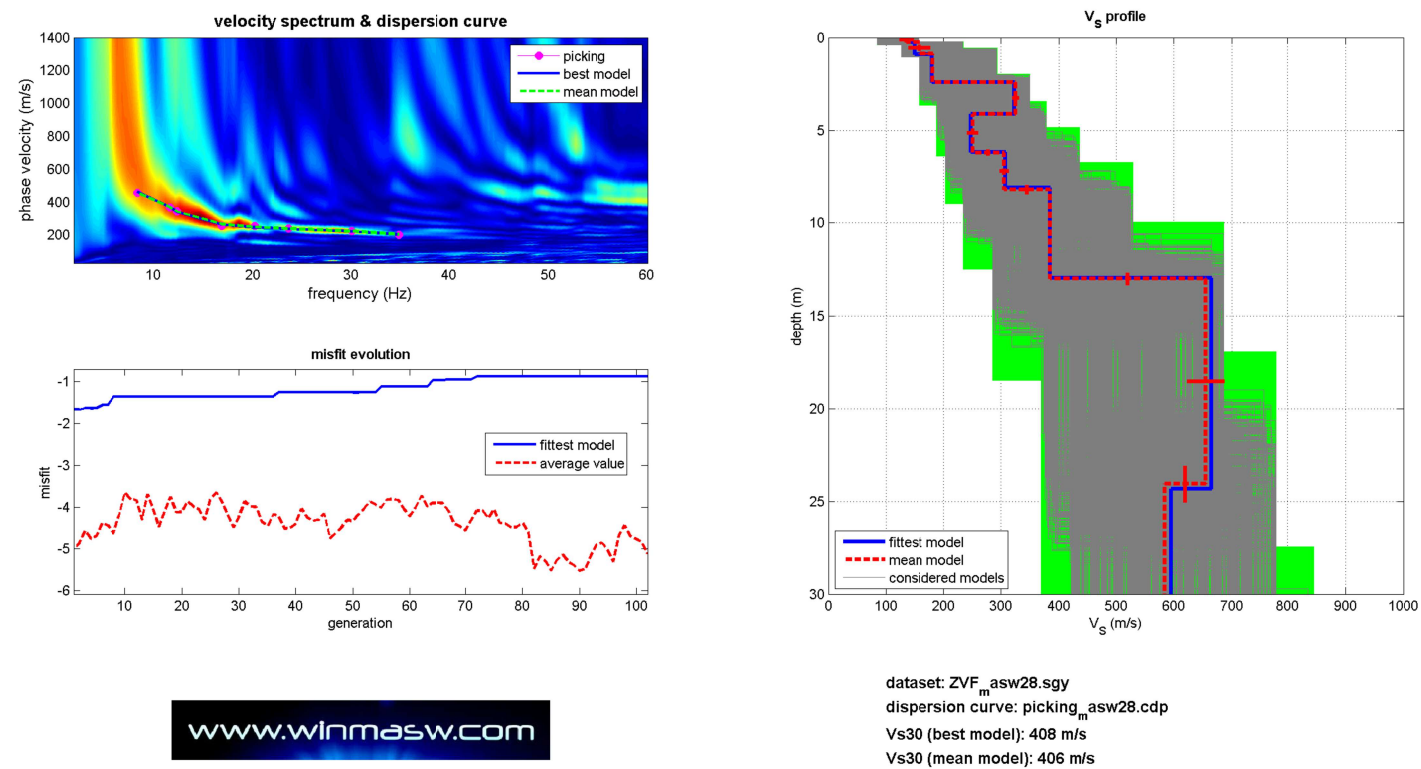 velocity spectrum & dispersion curve
1400
1200
1000
800
600
400
200
phase velocity (m/s)
picking
best model
mean model
10 20 30 40 50 60
frequency (Hz)
misfit evolution
-1
-2
-3
-4
-5
-6
misfit
fittest model
average value
10 20 30 40 50 60 70 80 90 100
generation
www.winmasw.com
VS profile
0
5
10
15
20
25
30
depth (m)
fittest model
mean model
considered models
0 100 200 300 400 500 600 700 800 900 1000
VS (m/s)
dataset: ZVFmasw28.sgy
dispersion curve: pickingmasw28.cdp
Vs30 (best model): 408 m/s
Vs30 (mean model): 406 m/s